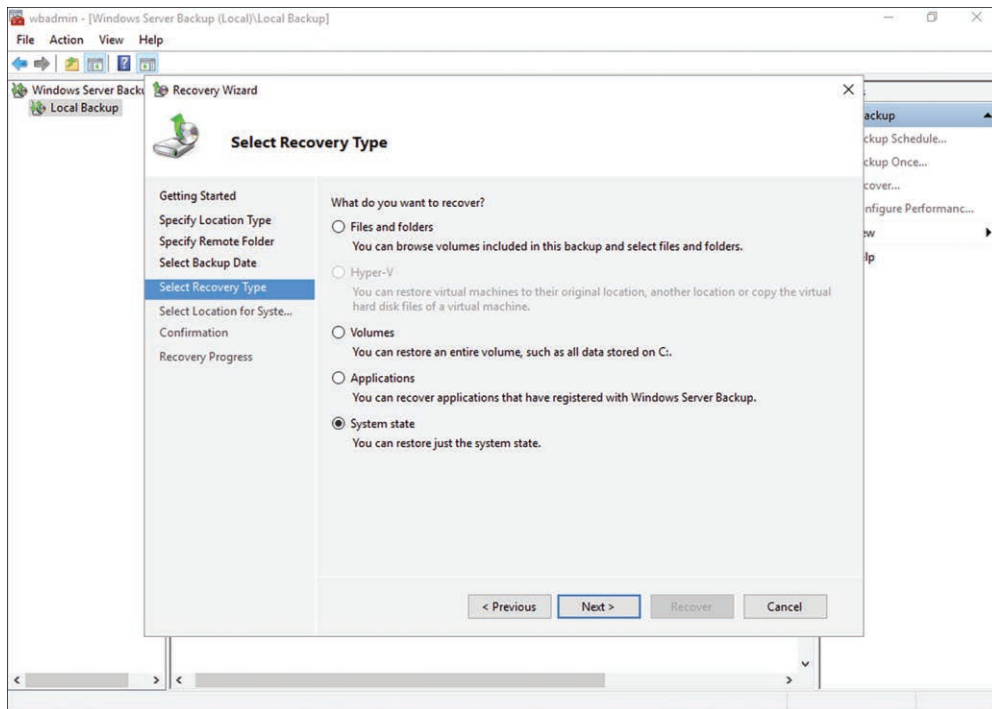 wbadmin - [Windows Server Backup (Local)\Local Backup]
File Action View Help
Windows Server Backu
Local Backup
Recovery Wizard
Select Recovery Type
Getting Started
Specify Location Type
Specify Remote Folder
Select Backup Date
Select Recovery Type
Select Location for Syste...
Confirmation
Recovery Progress
What do you want to recover?
Files and folders
You can browse volumes included in this backup and select files and folders.
Hyper-V
You can restore virtual machines to their original location, another location or copy the virtual
hard disk files of a virtual machine.
Volumes
You can restore an entire volume, such as all data stored on C:.
Applications
You can recover applications that have registered with Windows Server Backup.
System state
You can restore just the system state.
< Previous Next > Recover Cancel
ackup
ckup Schedule...
ckup Once...
cover...
nfigure Performanc...
ew
lp